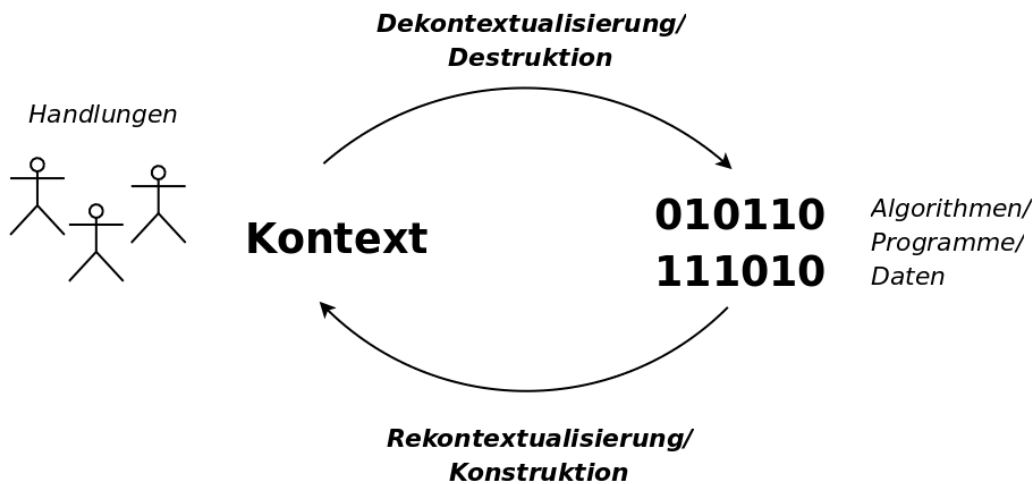 Dekontextualisierung/
Destruktion
Handlungen
Kontext
010110
111010
Algorithmen/
Programme/
Daten
Rekontextualisierung/
Konstruktion